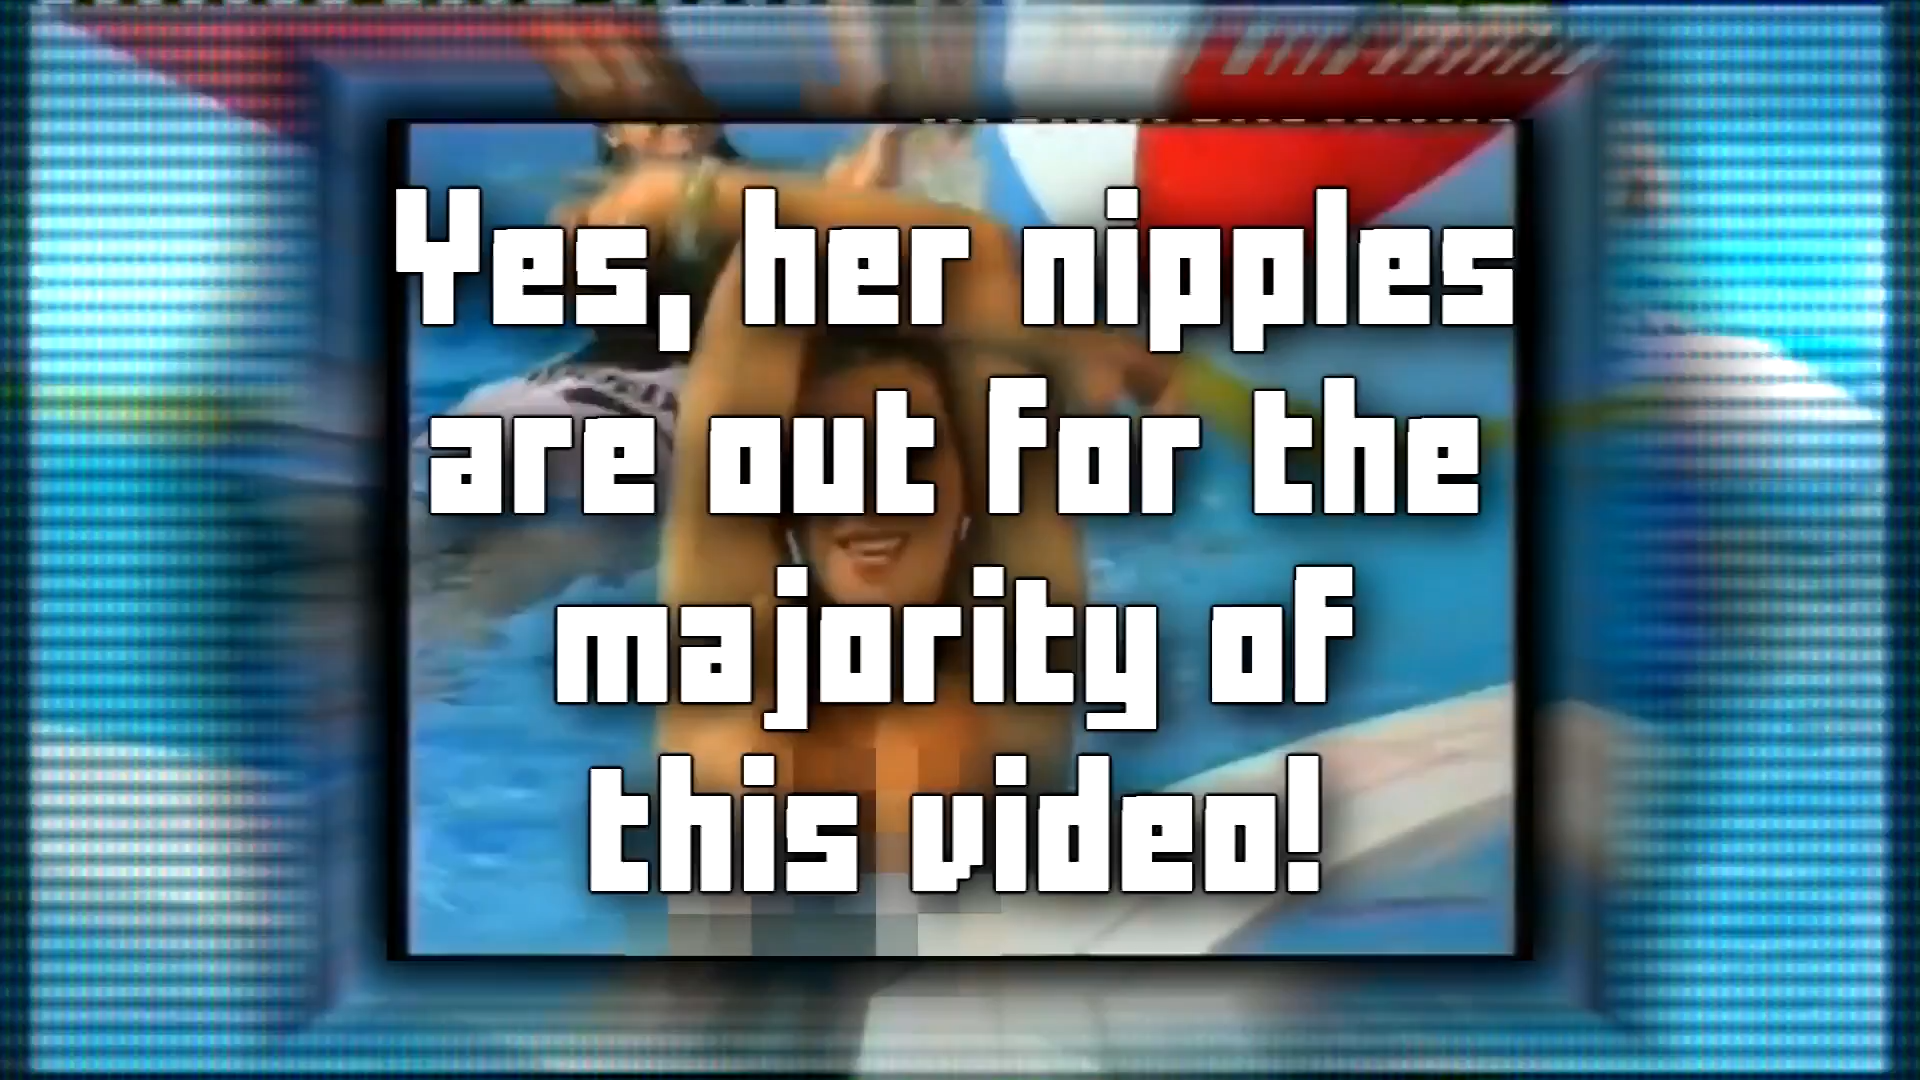 Yes, her nipples
are out for the
majority of
this video!